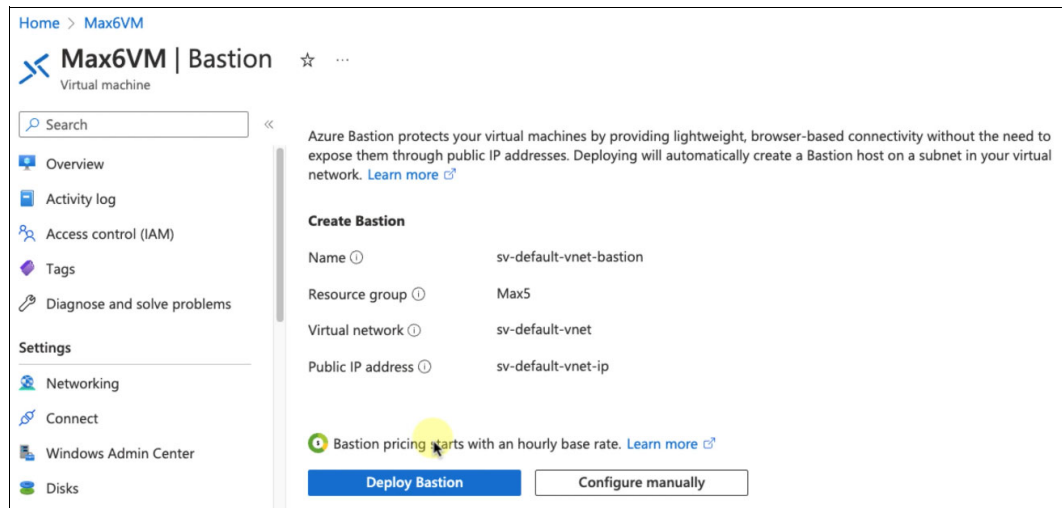 Home > Max6VM
Max6VM | Bastion
Virtual machine
Search
Overview
Activity log
Access control (IAM)
Tags
Diagnose and solve problems
Settings
Networking
Connect
Windows Admin Center
Disks
Azure Bastion protects your virtual machines by providing lightweight, browser-based connectivity without the need to
expose them through public IP addresses. Deploying will automatically create a Bastion host on a subnet in your virtual
network. Learn more
Create Bastion
Name sv-default-vnet-bastion
Resource group Max5
Virtual network sv-default-vnet
Public IP address sv-default-vnet-ip
Bastion pricing starts with an hourly base rate. Learn more
Deploy Bastion Configure manually